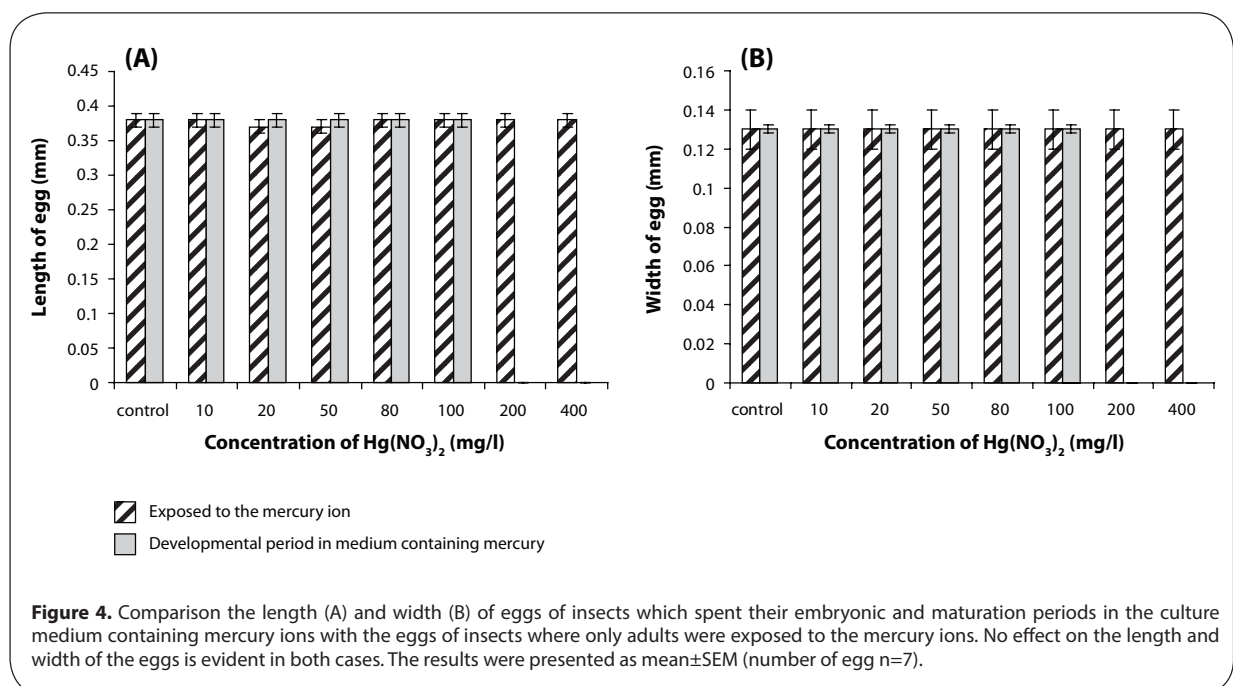 (A)
0.45
0.4
0.35
0.3
0.25
0.2
0.15
0.1
0.05
0
Length of egg (mm)
control 10 20 50 80 100 200 400
Concentration of Hg(NO₃)₂ (mg/l)
(B)
0.16
0.14
0.12
0.1
0.08
0.06
0.04
0.02
0
Width of egg (mm)
control 10 20 50 80 100 200 400
Concentration of Hg(NO₃)₂ (mg/l)
Exposed to the mercury ion
Developmental period in medium containing mercury
Figure 4. Comparison the length (A) and width (B) of eggs of insects which spent their embryonic and maturation periods in the culture
medium containing mercury ions with the eggs of insects where only adults were exposed to the mercury ions. No effect on the length and
width of the eggs is evident in both cases. The results were presented as mean±SEM (number of egg n=7).